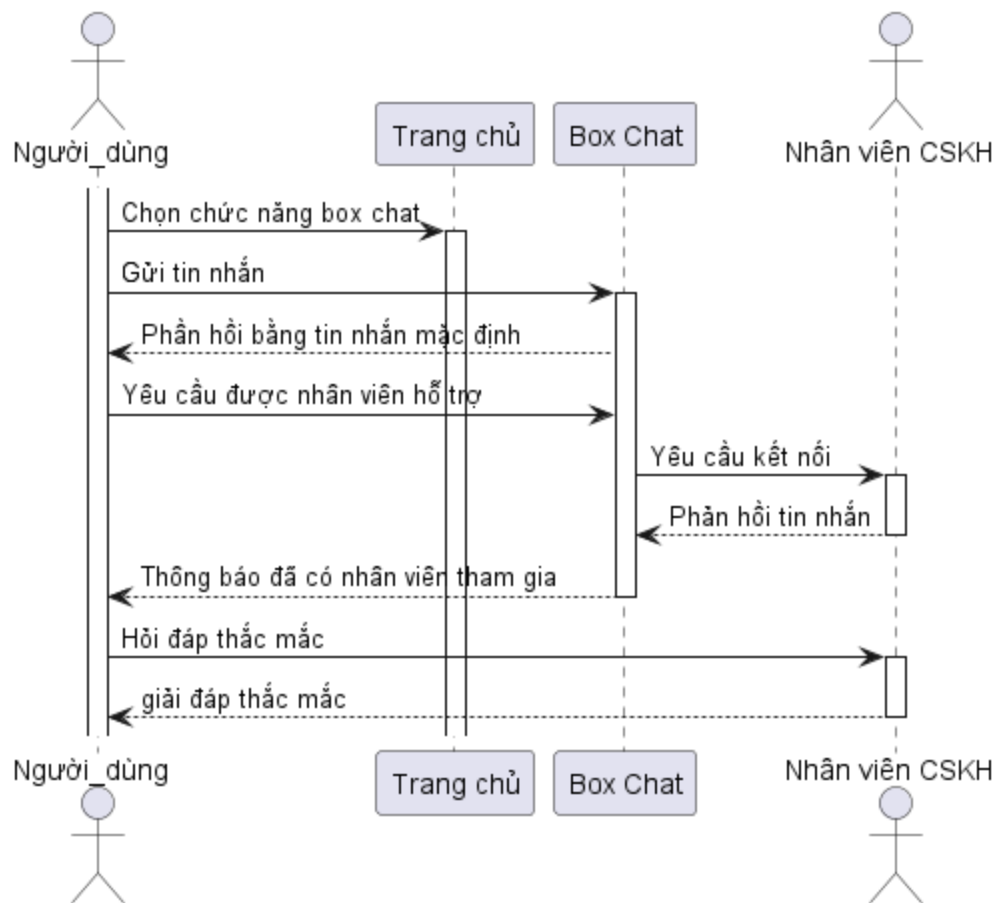 Người_dùng
Trang chủ
Box Chat
Nhân viên CSKH
Chọn chức năng box chat
Gửi tin nhắn
Phần hồi bằng tin nhắn mặc định
Yêu cầu được nhân viên hỗ trợ
Yêu cầu kết nối
Phản hồi tin nhắn
Thông báo đã có nhân viên tham gia
Hỏi đáp thắc mắc
giải đáp thắc mắc
Người_dùng
Trang chủ
Box Chat
Nhân viên CSKH